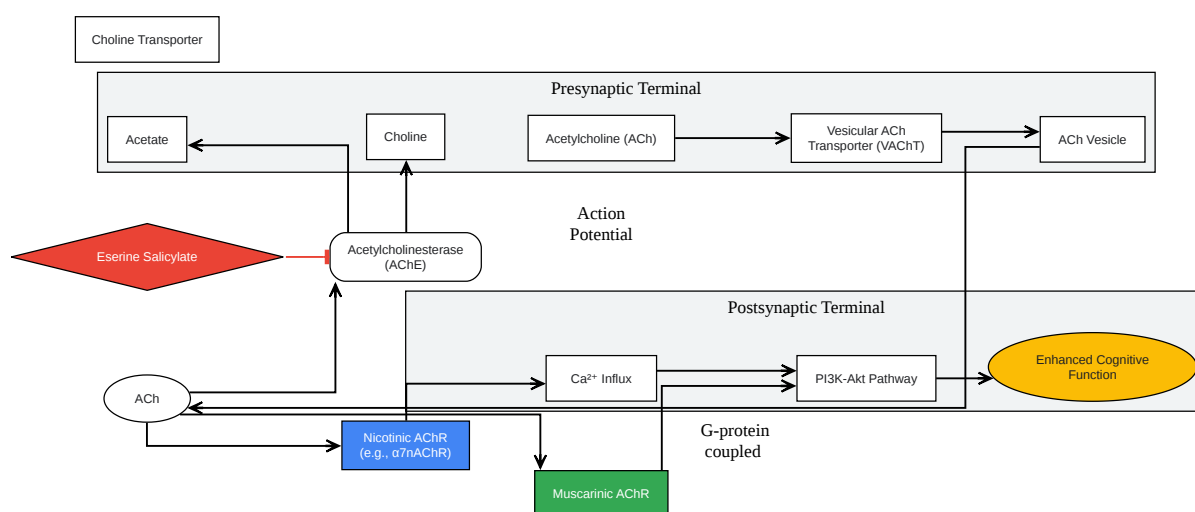 Choline Transporter
Presynaptic Terminal
Acetate
Choline
Acetylcholine (ACh)
Vesicular ACh
Transporter (VAChT)
ACh Vesicle
Action
Potential
Eserine Salicylate
Acetylcholinesterase
(AChE)
Postsynaptic Terminal
Ca²⁺ Influx
PI3K-Akt Pathway
Enhanced Cognitive
Function
ACh
Nicotinic AChR
(e.g., α7nAChR)
G-protein
coupled
Muscarinic AChR